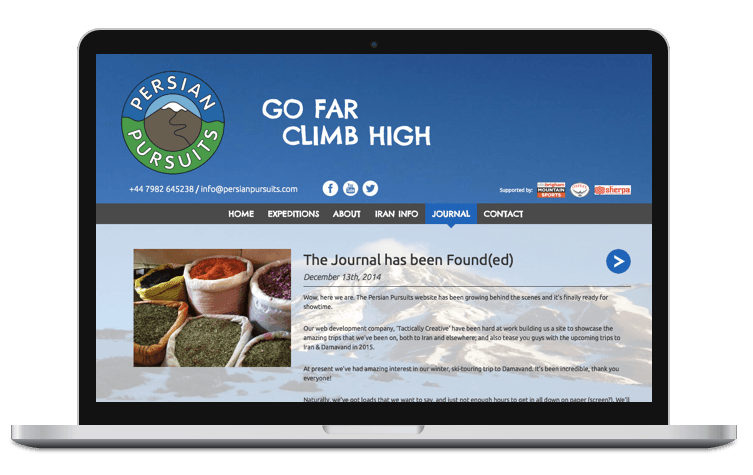 PERSIAN
PURSUITS
GO FAR
CLIMB HIGH
+44 7982 645238 / info@persianpursuits.com
Supported by:
MOUNTAIN
SPORTS
sherpa
HOME EXPEDITIONS ABOUT IRAN INFO JOURNAL CONTACT
The Journal has been Found(ed)
December 13th, 2014
Wow, here we are. The Persian Pursuits website has been growing behind the scenes and it's finally ready for
showtime.
Our web development company, 'Tactically Creative' have been hard at work building us a site to showcase the
amazing trips that we've been on, both to Iran and elsewhere; and also tease you guys with the upcoming trips to
Iran & Damavand in 2015.
At present we've had amazing interest in our winter, ski-touring trip to Damavand. It's been incredible, thank you
everyone!
Naturally, we've got loads that we want to say, and just not enough hours to get in all down on paper (screen?). We'll